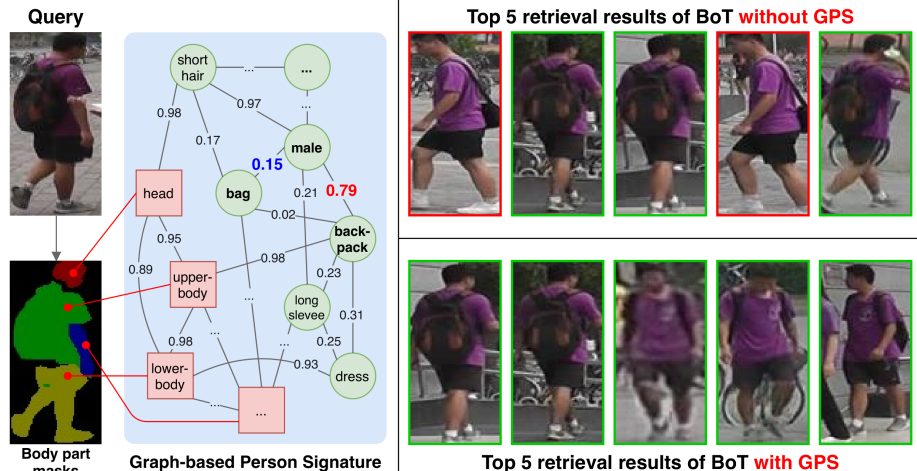 Query
Body part
masks
short
hair
...
...
...
0.98
0.97
0.17
male
0.15
0.21
0.79
head
bag
0.02
back-
pack
0.95
0.98
0.89
0.23
upper-
body
long
slevee
...
0.31
...
...
0.25
0.98
0.93
lower-
body
dress
...
...
Graph-based Person Signature
Top 5 retrieval results of BoT without GPS
Top 5 retrieval results of BoT with GPS